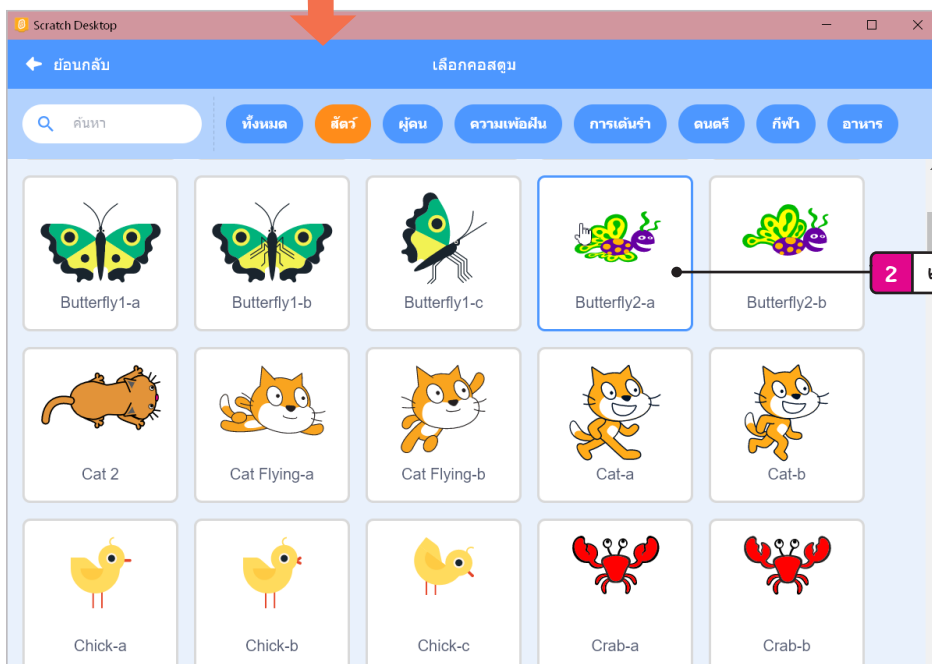 Scratch Desktop
ย้อนกลับ เลือกคอสตูม
ค้นหา ทั้งหมด สัตว์ ผู้คน ความเพ้อฝัน การเต้นรำ ดนตรี กีฬา อาหาร
Butterfly1-a Butterfly1-b Butterfly1-c Butterfly2-a Butterfly2-b
2
Cat 2 Cat Flying-a Cat Flying-b Cat-a Cat-b
Chick-a Chick-b Chick-c Crab-a Crab-b